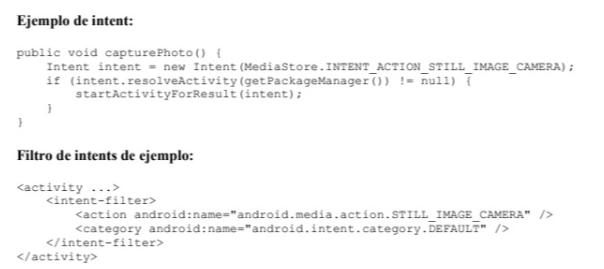 Ejemplo de intent:
public void capturePhoto() {
    Intent intent = new Intent(MediaStore.INTENT_ACTION_STILL_IMAGE_CAMERA);
    if (intent.resolveActivity(getPackageManager()) != null) {
        startActivityForResult(intent);
    }
}
Filtro de intents de ejemplo:
<activity ...>
    <intent-filter>
        <action android:name="android.media.action.STILL_IMAGE_CAMERA" />
        <category android:name="android.intent.category.DEFAULT" />
    </intent-filter>
</activity>